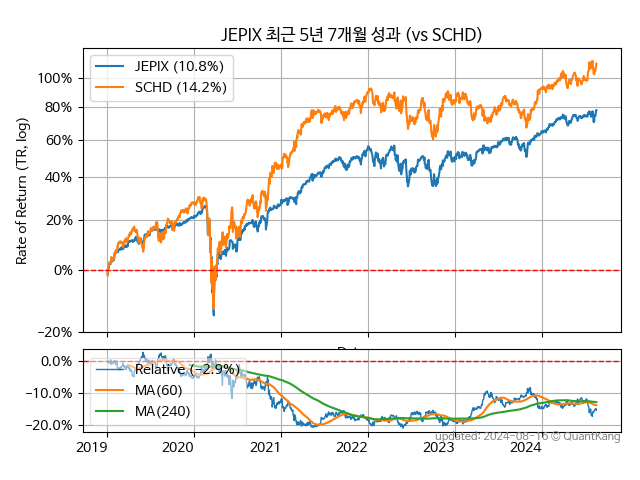 JEPIX 최근 5년 7개월 성과 (vs SCHD)
Rate of Return (TR, log)
100%
80%
60%
40%
20%
0%
−20%
JEPIX (10.8%)
SCHD (14.2%)
0.0%
−10.0%
−20.0%
Relative (−2.9%)
MA(60)
MA(240)
2019
2020
2021
2022
2023
2024
updated: 2024-08-16 © QuantKang